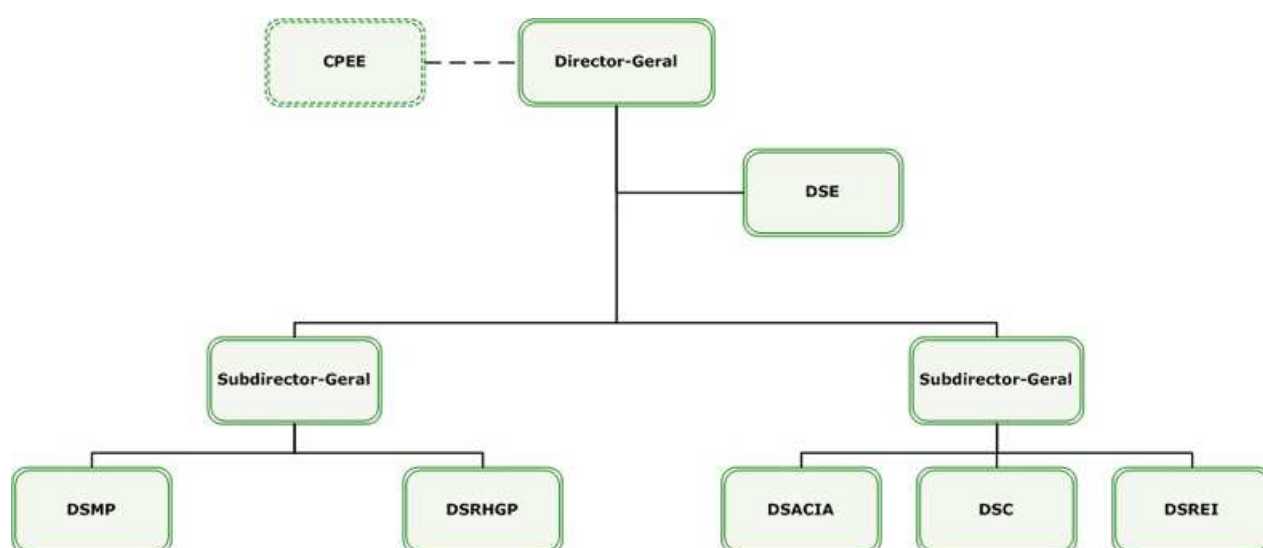 CPEE
Director-Geral
DSE
Subdirector-Geral
Subdirector-Geral
DSMP
DSRHGP
DSACIA
DSC
DSREI